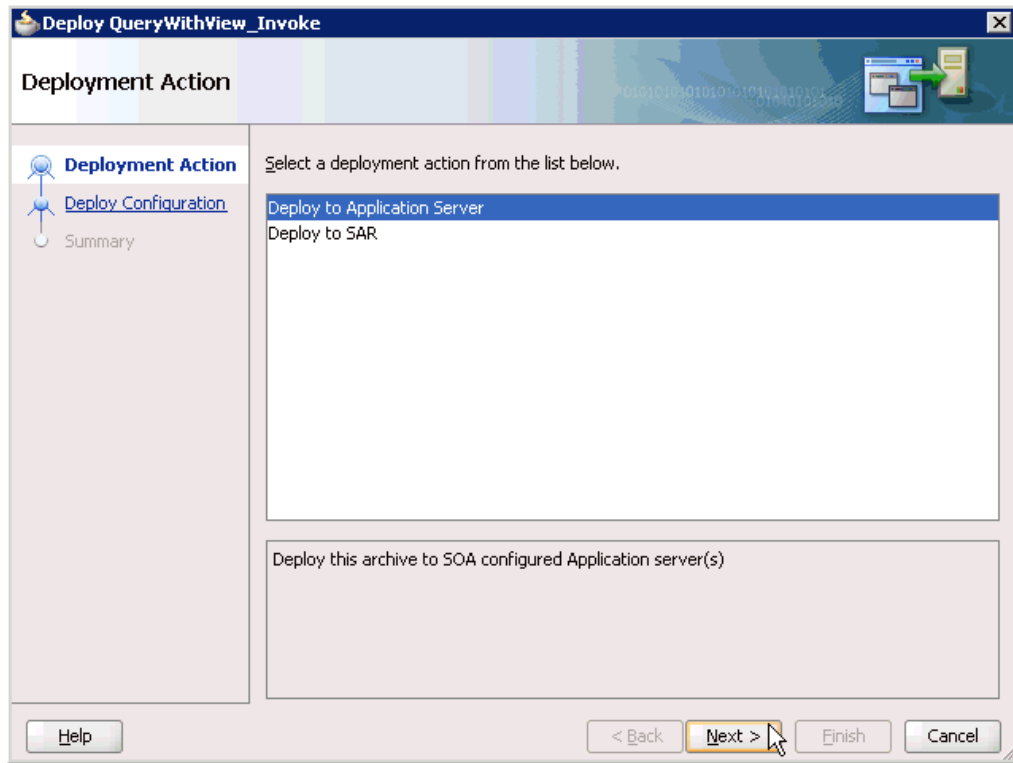 Deploy QueryWithView_Invoke
Deployment Action
Deployment Action
Deploy Configuration
Summary
Select a deployment action from the list below.
Deploy to Application Server
Deploy to SAR
Deploy this archive to SOA configured Application server(s)
Help
< Back
Next >
Finish
Cancel